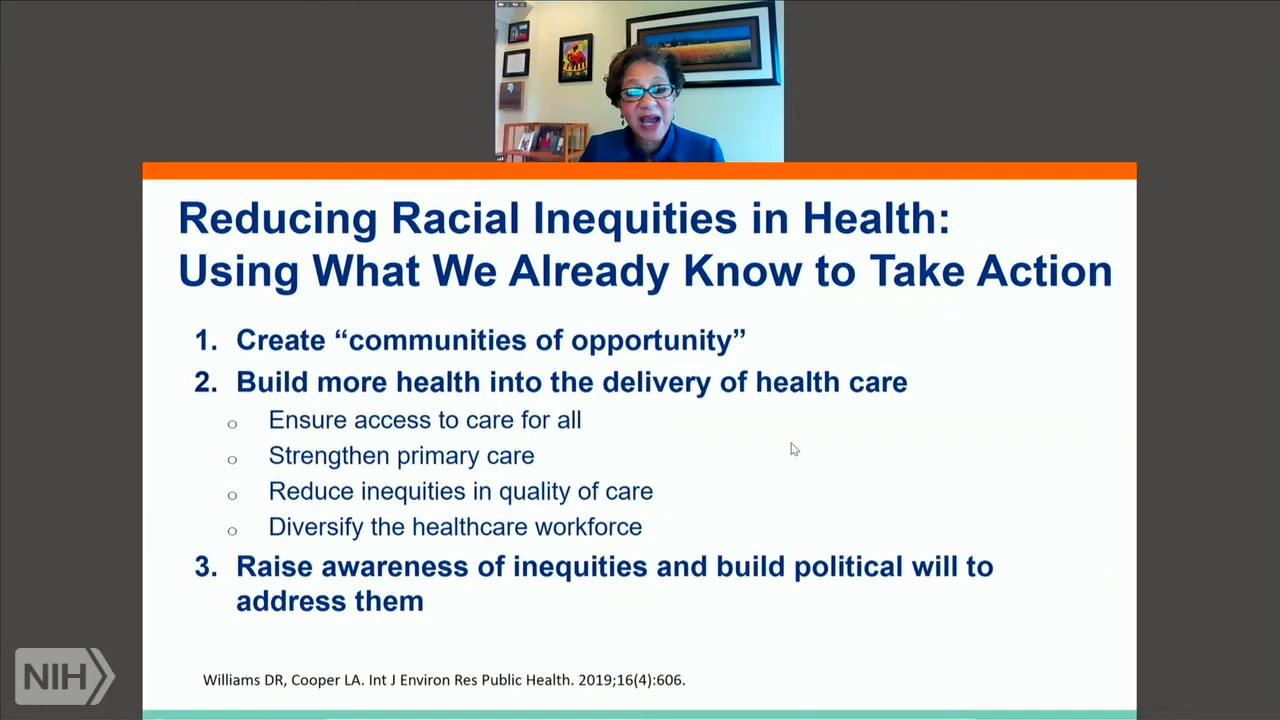 Reducing Racial Inequities in Health:
Using What We Already Know to Take Action
1. Create “communities of opportunity”
2. Build more health into the delivery of health care
o Ensure access to care for all
o Strengthen primary care
o Reduce inequities in quality of care
o Diversify the healthcare workforce
3. Raise awareness of inequities and build political will to
address them
Williams DR, Cooper LA. Int J Environ Res Public Health. 2019;16(4):606.
NIH